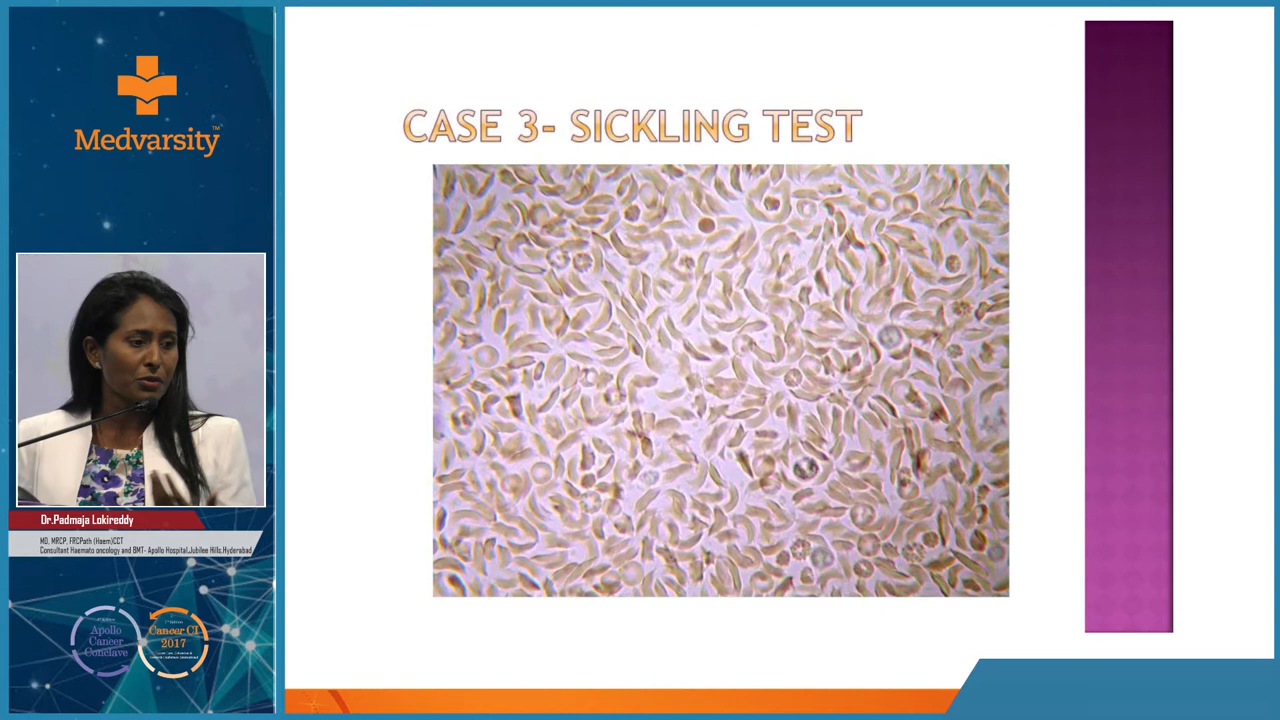 Medvarsity™
CASE 3- SICKLING TEST
Dr.Padmaja Lokireddy
MD, MRCP, FRCPath (Haem)CCT
Consultant Haemato oncology and BMT- Apollo Hospital,Jubilee Hills,Hyderabad
Apollo
Cancer
Conclave
Cancer CI
2017